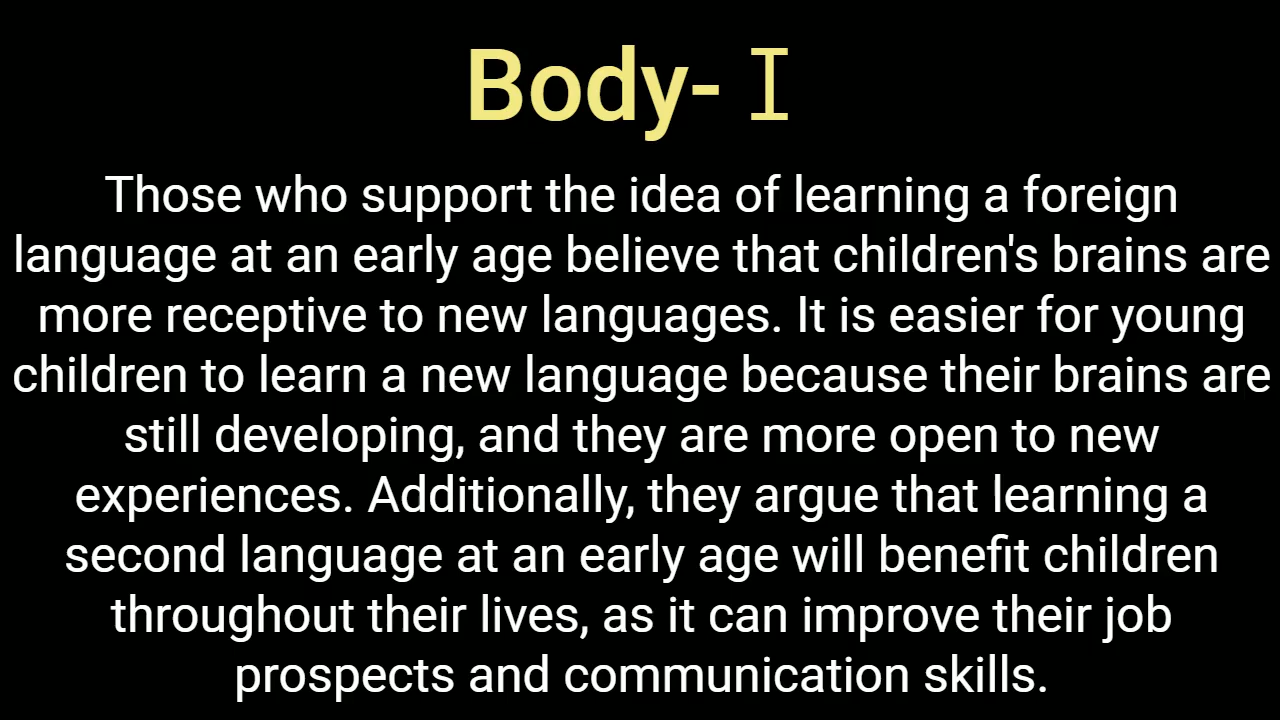 Body- I
Those who support the idea of learning a foreign
language at an early age believe that children's brains are
more receptive to new languages. It is easier for young
children to learn a new language because their brains are
still developing, and they are more open to new
experiences. Additionally, they argue that learning a
second language at an early age will benefit children
throughout their lives, as it can improve their job
prospects and communication skills.